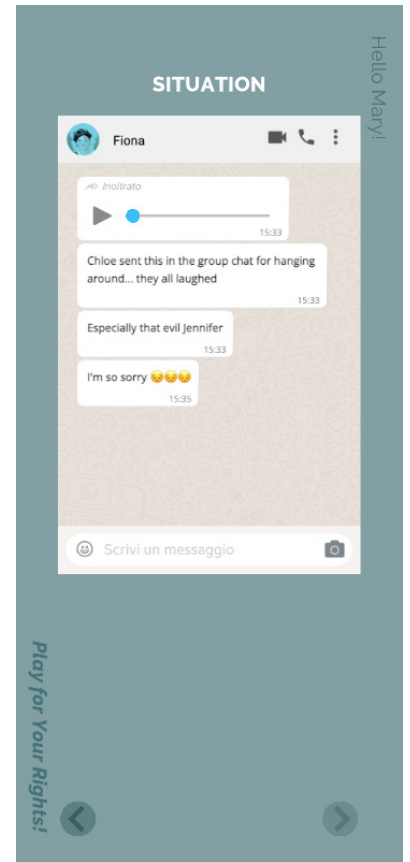 Hello Mary!
SITUATION
Fiona
Inoltrato
15:33
Chloe sent this in the group chat for hanging
around... they all laughed
15:33
Especially that evil Jennifer
15:33
I'm so sorry 😔😔😔
15:35
Scrivi un messaggio
Play for Your Rights!